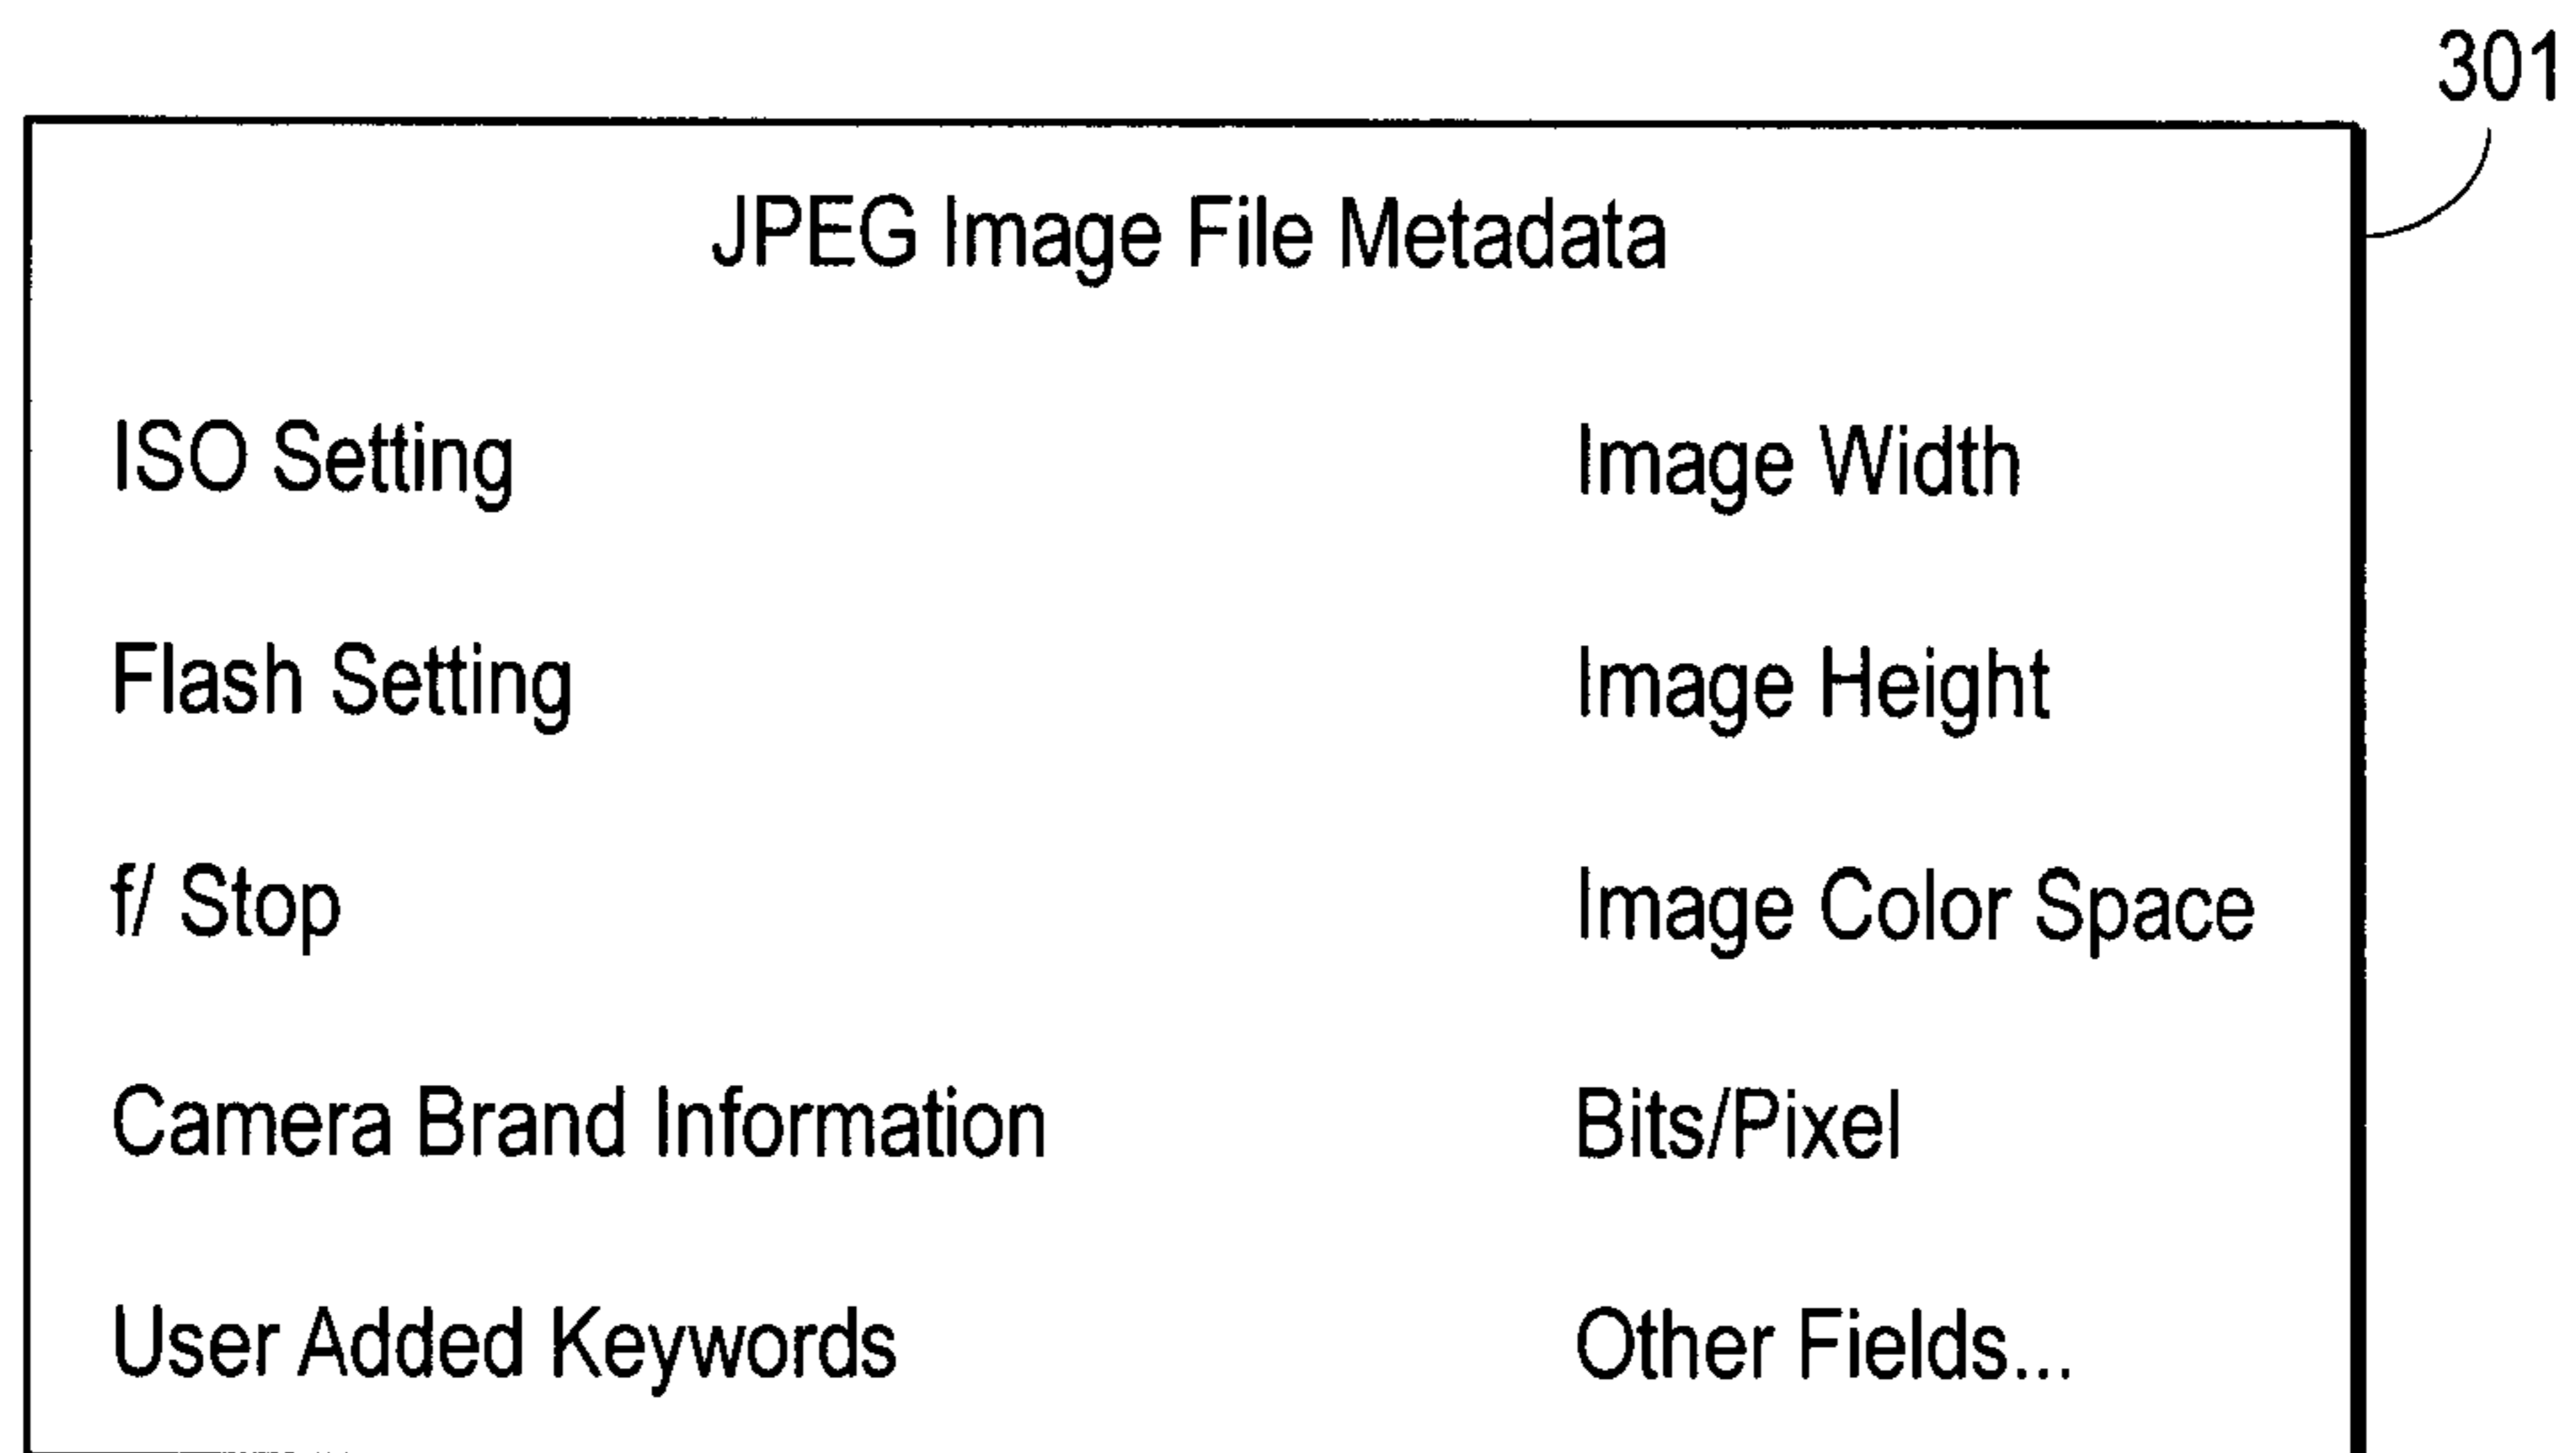 301
JPEG Image File Metadata
ISO Setting
Image Width
Flash Setting
Image Height
f/ Stop
Image Color Space
Camera Brand Information
Bits/Pixel
User Added Keywords
Other Fields...